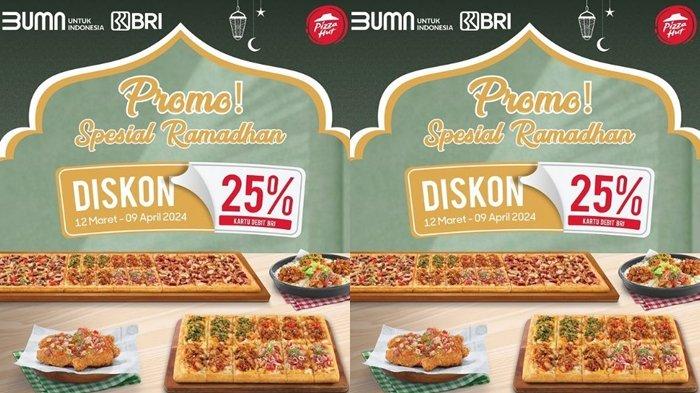 BUMN UNTUK INDONESIA BRI Pizza Hut
Promo!
Spesial Ramadhan
DISKON 25%
12 Maret - 09 April 2024 KARTU DEBIT BRI
BUMN UNTUK INDONESIA BRI Pizza Hut
Promo!
Spesial Ramadhan
DISKON 25%
12 Maret - 09 April 2024 KARTU DEBIT BRI